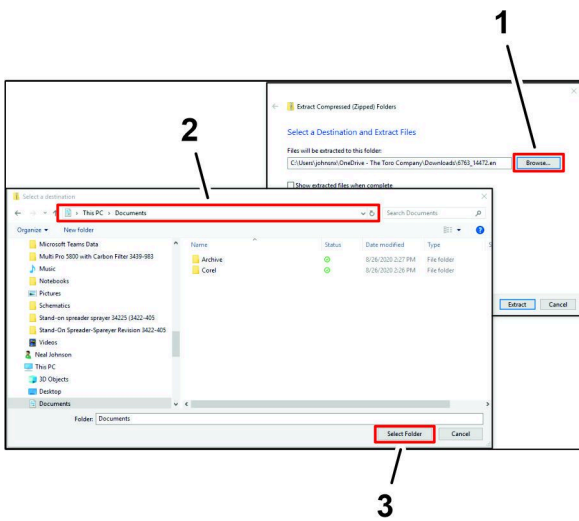 1
2
Extract Compressed (Zipped) Folders
Select a Destination and Extract Files
Files will be extracted to this folder:
C:\Users\johnsnr\OneDrive - The Toro Company\Downloads\6763_14472.en
Browse...
Show extracted files when complete
Select a destination
This PC > Documents
Search Documents
Organize
New folder
Name
Status
Date modified
Type
S
Microsoft Teams Data
Multi Pro 5800 with Carbon Filter 3439-983
Music
Notebooks
Pictures
Schematics
Stand-on spreader sprayer 34225 (3422-405
Stand-On Spreader-Spareyer Revision 3422-405
Videos
Neal Johnson
This PC
3D Objects
Desktop
Documents
Archive
8/26/2020 2:27 PM
File folder
Corel
8/26/2020 2:26 PM
File folder
Extract
Cancel
Folder: Documents
Select Folder
Cancel
3